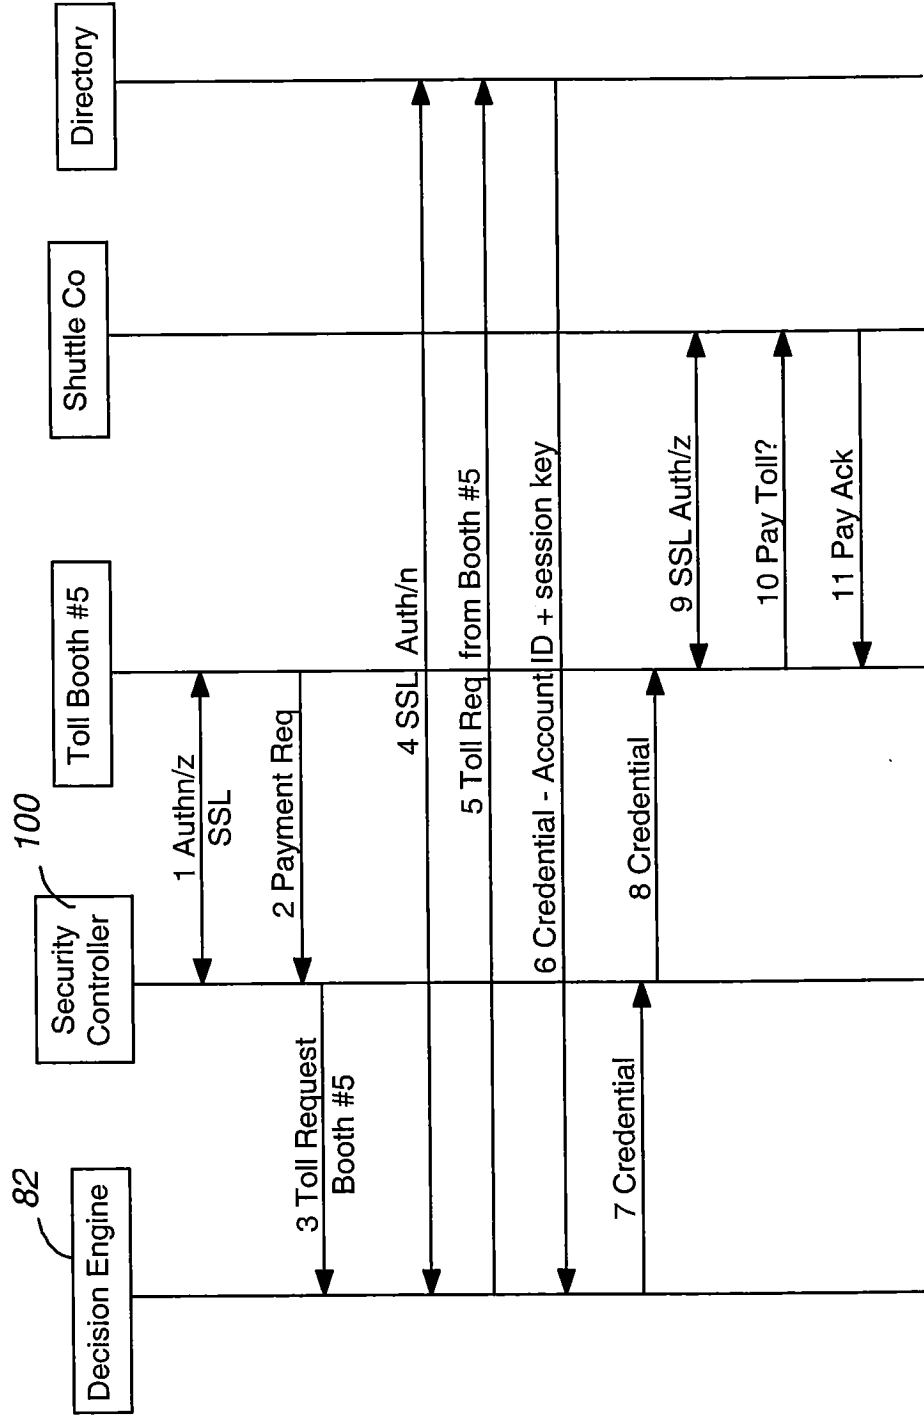 82
100
Decision Engine
Security
Controller
Toll Booth #5
Shuttle Co
Directory
1 Authn/z
SSL
2 Payment Req
3 Toll Request
Booth #5
4 SSL Auth/n
5 Toll Req from Booth #5
6 Credential - Account ID + session key
7 Credential
8 Credential
9 SSL Auth/z
10 Pay Toll?
11 Pay Ack